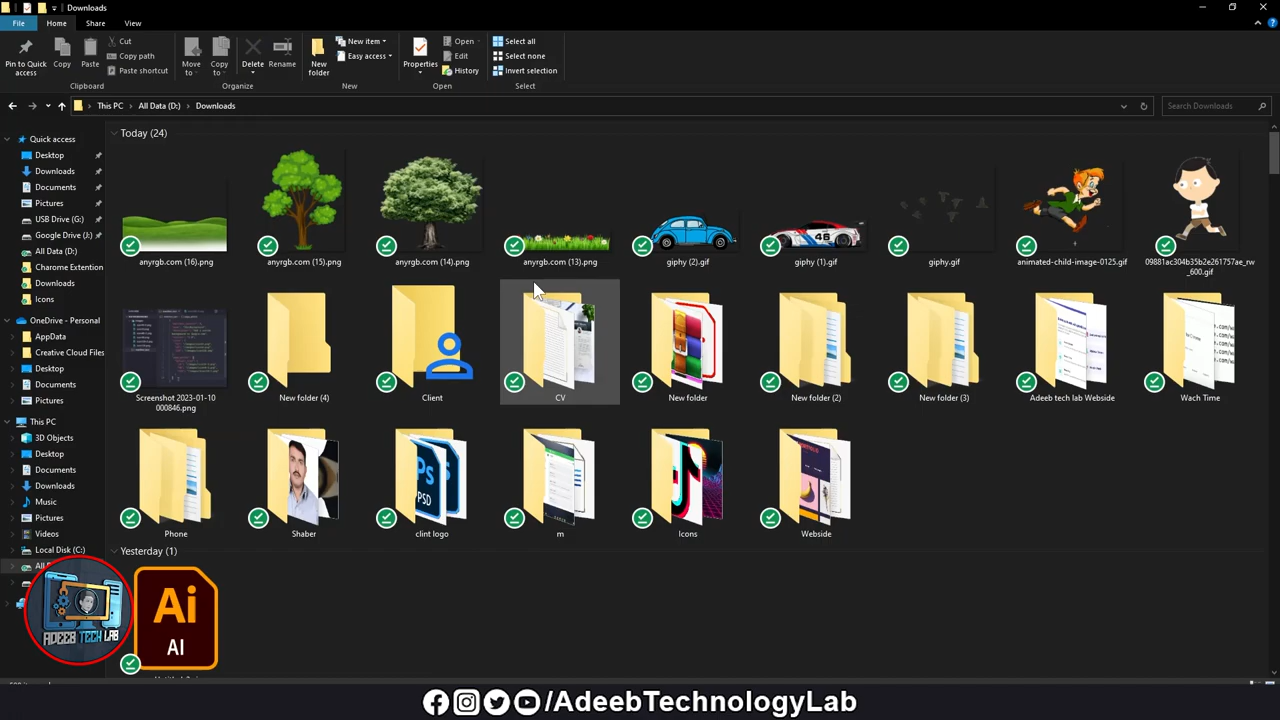 Downloads
File Home Share View
Pin to Quick access
Copy
Paste
Cut
Copy path
Paste shortcut
Move to
Copy to
Delete
Rename
New folder
New item
Easy access
Properties
Open
Edit
History
Select all
Select none
Invert selection
Clipboard Organize New Open Select
This PC All Data (D:) Downloads
Search Downloads
Quick access
Desktop
Downloads
Documents
Pictures
USB Drive (G:)
Google Drive (I:)
All Data (D:)
Charome Extention
Downloads
Icons
OneDrive - Personal
AppData
Creative Cloud Files
Desktop
Documents
Pictures
This PC
3D Objects
Desktop
Documents
Downloads
Music
Pictures
Videos
Local Disk (C:)
Today (24)
anyrgb.com (16).png
anyrgb.com (15).png
anyrgb.com (14).png
anyrgb.com (13).png
giphy (2).gif
46
giphy (1).gif
giphy.gif
animated-child-image-0125.gif
09881ac304b35b2e261757ae_rw
_600.gif
Screenshot 2023-01-10
000846.png
New folder (4)
Client
CV
New folder
New folder (2)
New folder (3)
Adeeb tech lab Webside
Wach Time
Phone
Shaber
Ps
PSD
clint logo
m
Icons
Webside
Yesterday (1)
Ai
AI
ADEEB TECH LAB
/AdeebTechnologyLab